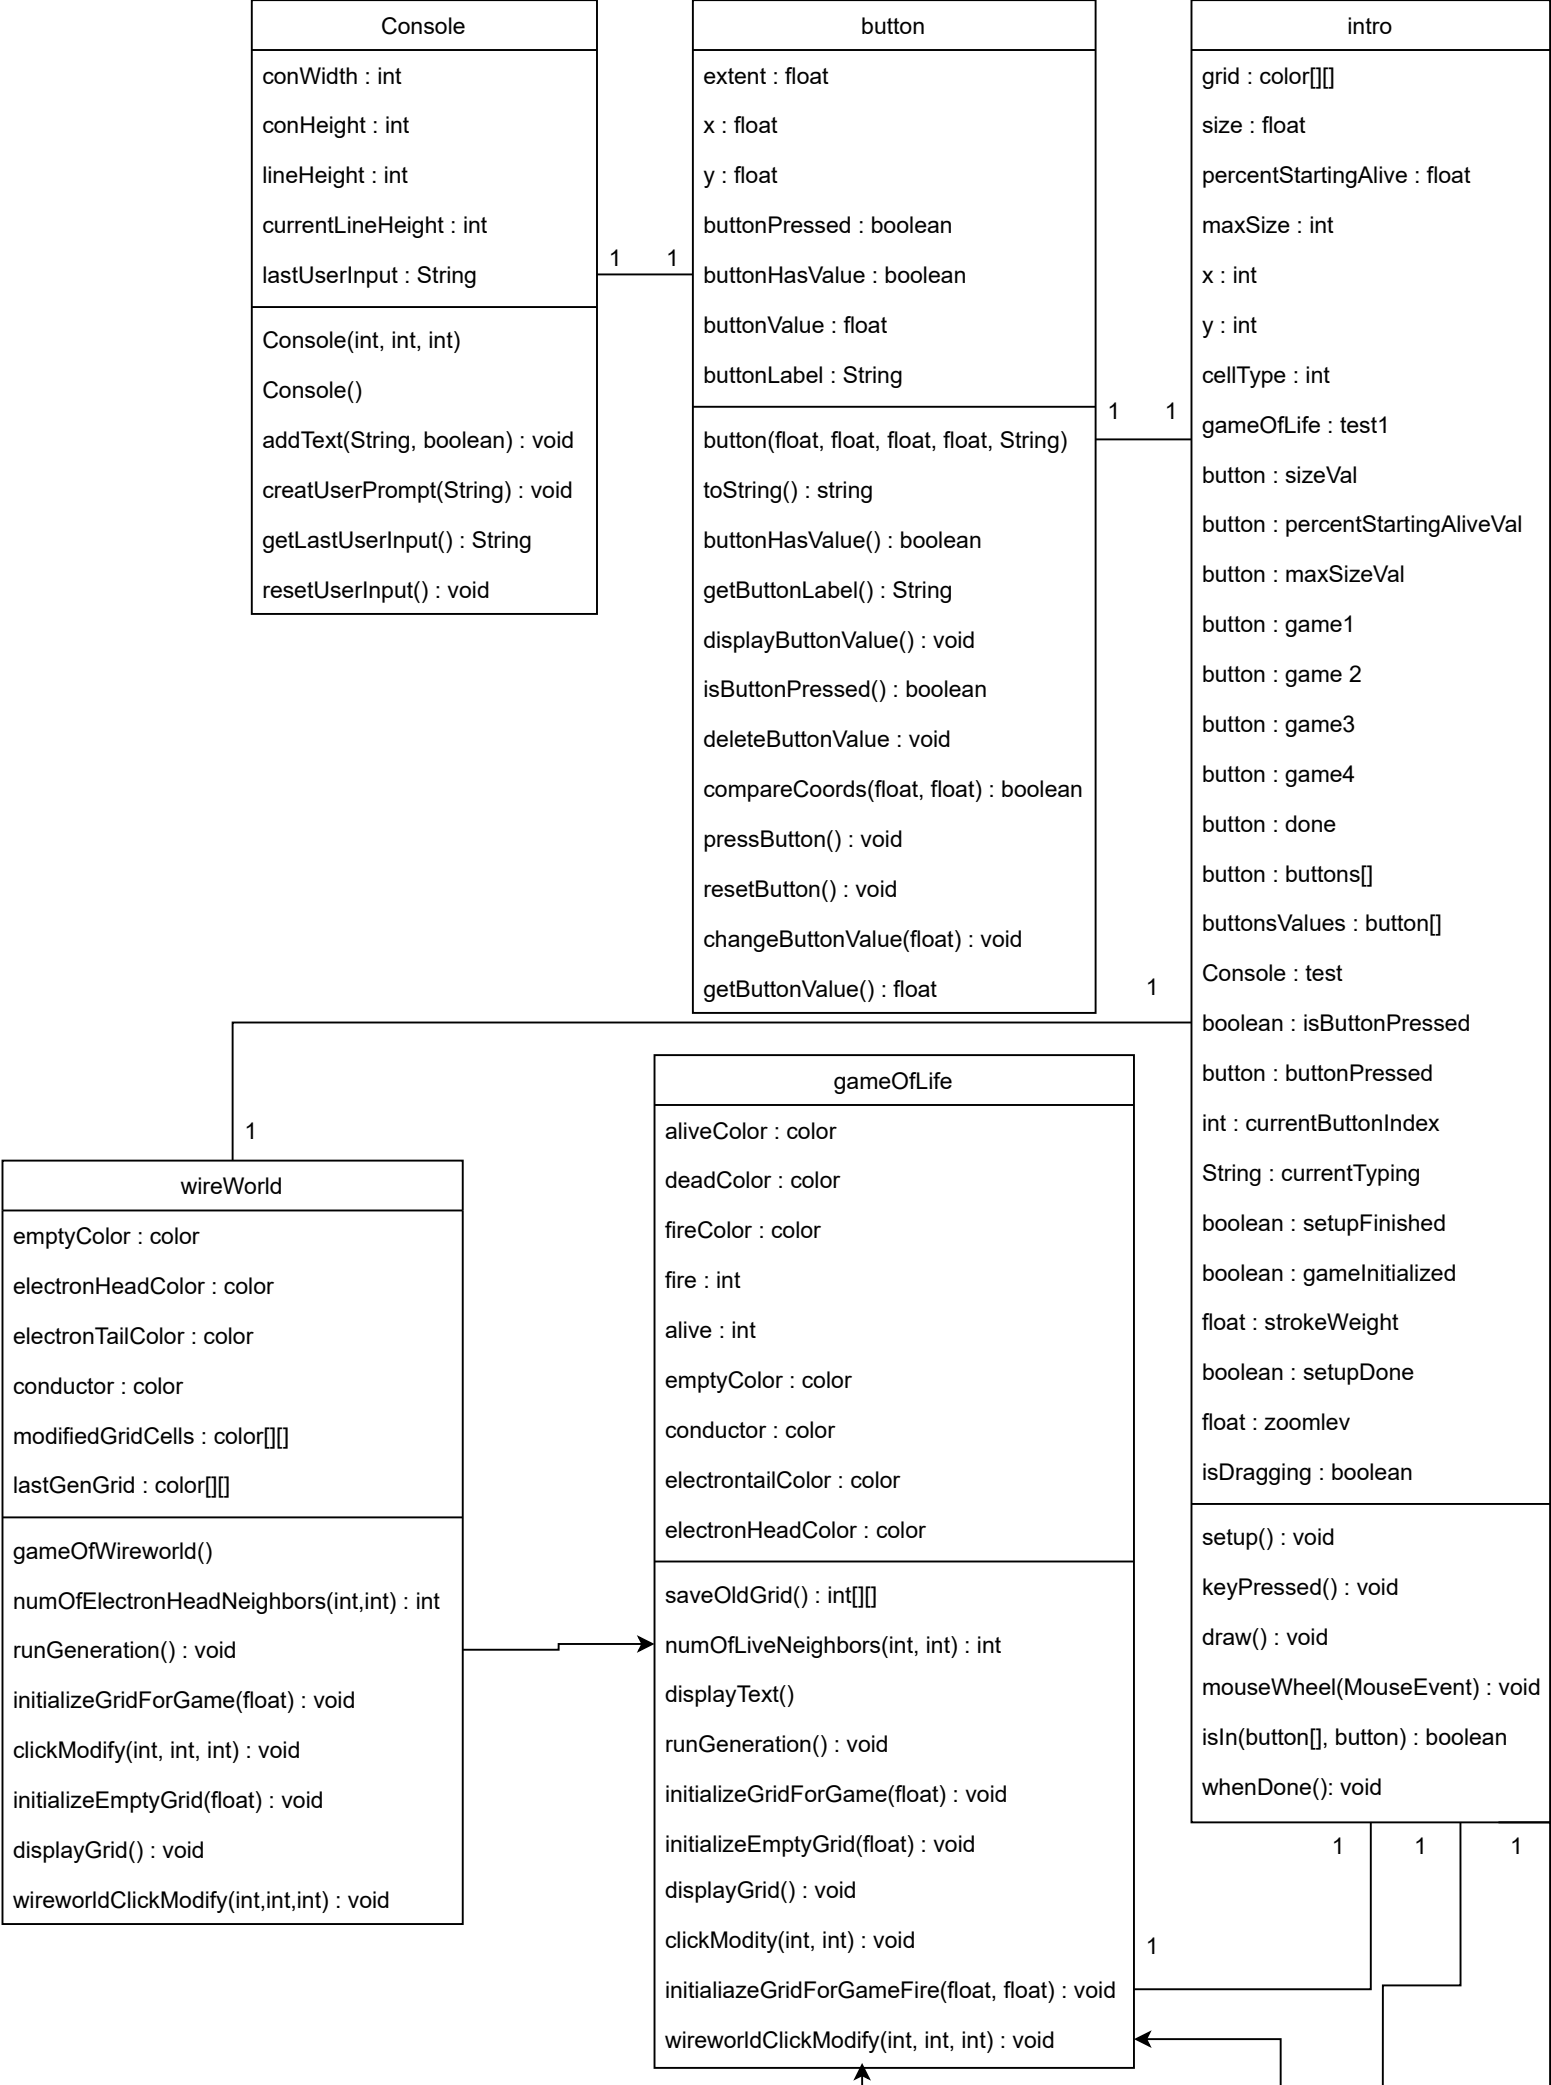 Console
conWidth : int
conHeight : int
lineHeight : int
currentLineHeight : int
lastUserInput : String
Console(int, int, int)
Console()
addText(String, boolean) : void
creatUserPrompt(String) : void
getLastUserInput() : String
resetUserInput() : void
1
1
button
extent : float
x : float
y : float
buttonPressed : boolean
buttonHasValue : boolean
buttonValue : float
buttonLabel : String
button(float, float, float, float, String)
toString() : string
buttonHasValue() : boolean
getButtonLabel() : String
displayButtonValue() : void
isButtonPressed() : boolean
deleteButtonValue : void
compareCoords(float, float) : boolean
pressButton() : void
resetButton() : void
changeButtonValue(float) : void
getButtonValue() : float
1
1
intro
grid : color[][]
size : float
percentStartingAlive : float
maxSize : int
x : int
y : int
cellType : int
gameOfLife : test1
button : sizeVal
button : percentStartingAliveVal
button : maxSizeVal
button : game1
button : game 2
button : game3
button : game4
button : done
button : buttons[]
buttonsValues : button[]
Console : test
boolean : isButtonPressed
button : buttonPressed
int : currentButtonIndex
String : currentTyping
boolean : setupFinished
boolean : gameInitialized
float : strokeWeight
boolean : setupDone
float : zoomlev
isDragging : boolean
setup() : void
keyPressed() : void
draw() : void
mouseWheel(MouseEvent) : void
isIn(button[], button) : boolean
whenDone(): void
1
1
wireWorld
emptyColor : color
electronHeadColor : color
electronTailColor : color
conductor : color
modifiedGridCells : color[][]
lastGenGrid : color[][]
gameOfWireworld()
numOfElectronHeadNeighbors(int,int) : int
runGeneration() : void
initializeGridForGame(float) : void
clickModify(int, int, int) : void
initializeEmptyGrid(float) : void
displayGrid() : void
wireworldClickModify(int,int,int) : void
gameOfLife
aliveColor : color
deadColor : color
fireColor : color
fire : int
alive : int
emptyColor : color
conductor : color
electrontailColor : color
electronHeadColor : color
saveOldGrid() : int[][]
numOfLiveNeighbors(int, int) : int
displayText()
runGeneration() : void
initializeGridForGame(float) : void
initializeEmptyGrid(float) : void
displayGrid() : void
clickModity(int, int) : void
initialiazeGridForGameFire(float, float) : void
wireworldClickModify(int, int, int) : void
1
1
1
1